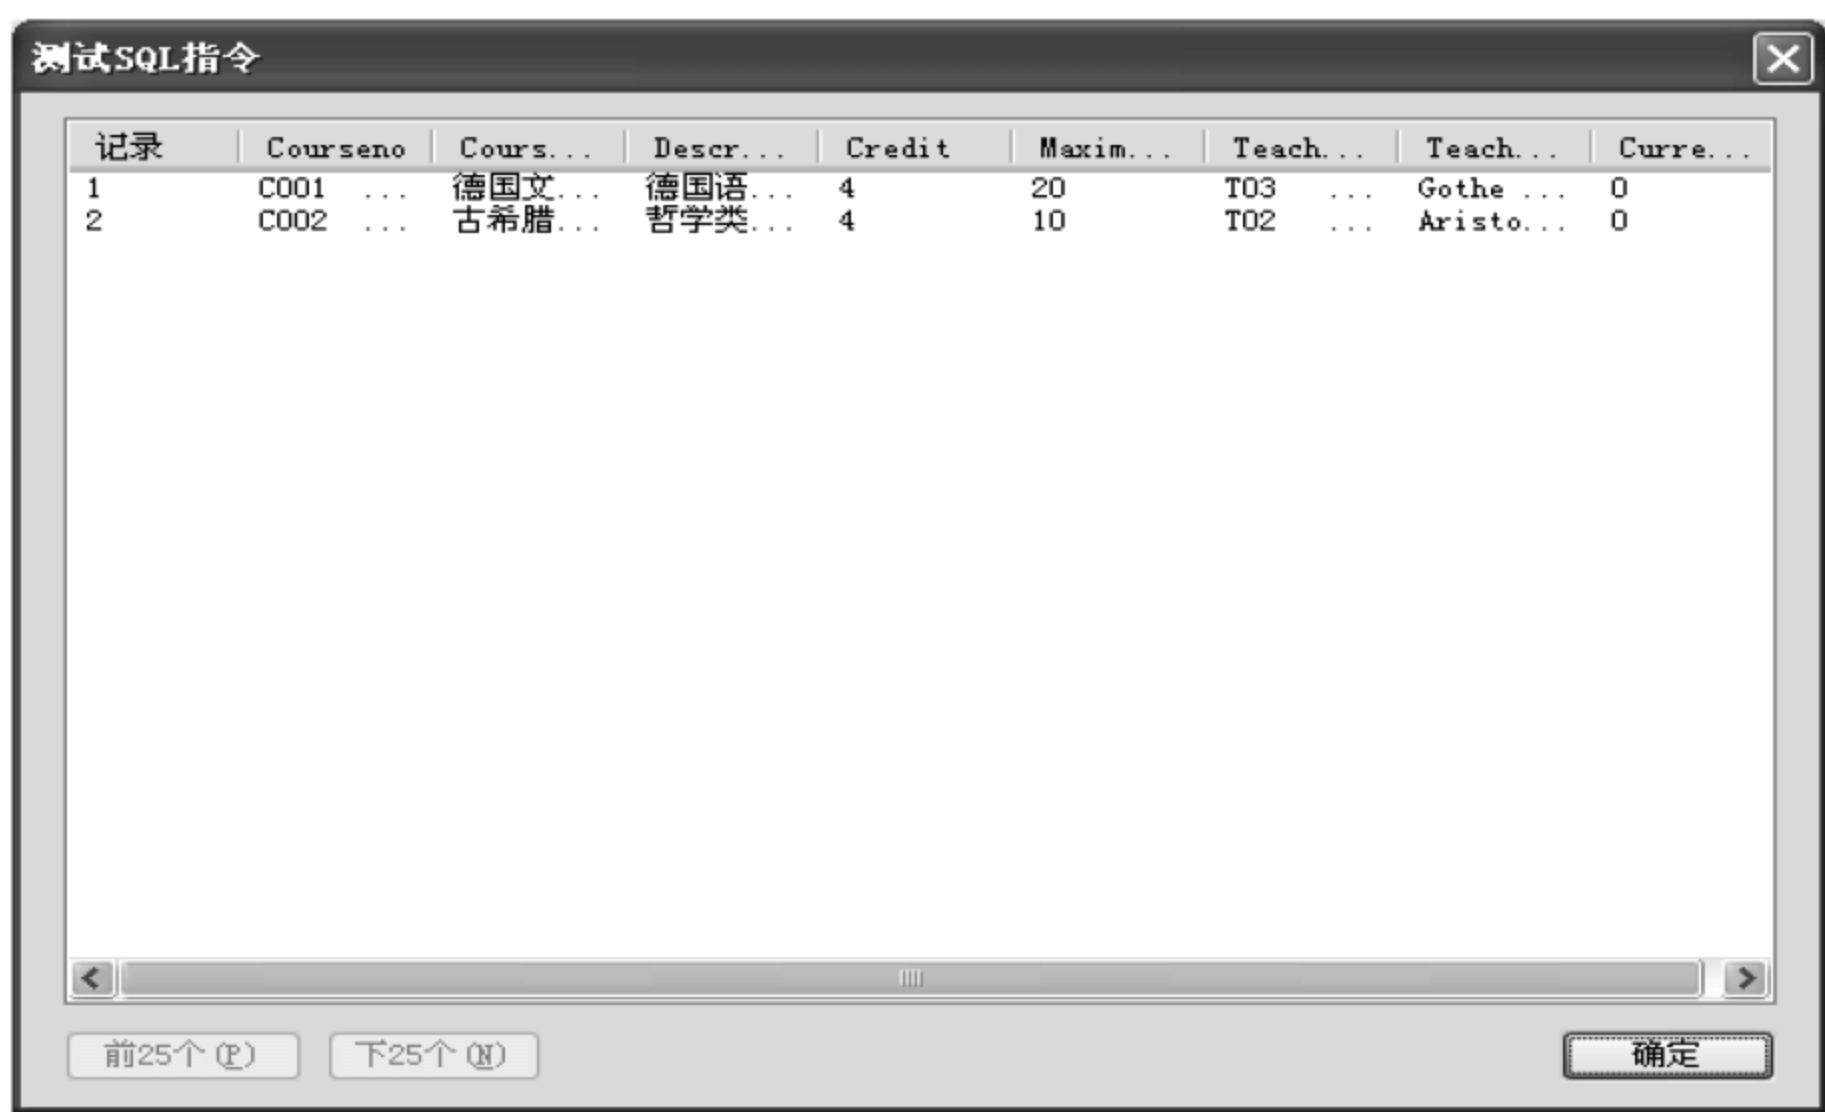 测试SQL指令
记录 Courseno Cours... Descr... Credit Maxim... Teach... Teach... Curre...
1 C001 ... 德国文... 德国语... 4 20 T03 ... Gothe ... 0
2 C002 ... 古希腊... 哲学类... 4 10 T02 ... Aristo... 0
前25个(P) 下25个(N) 确定